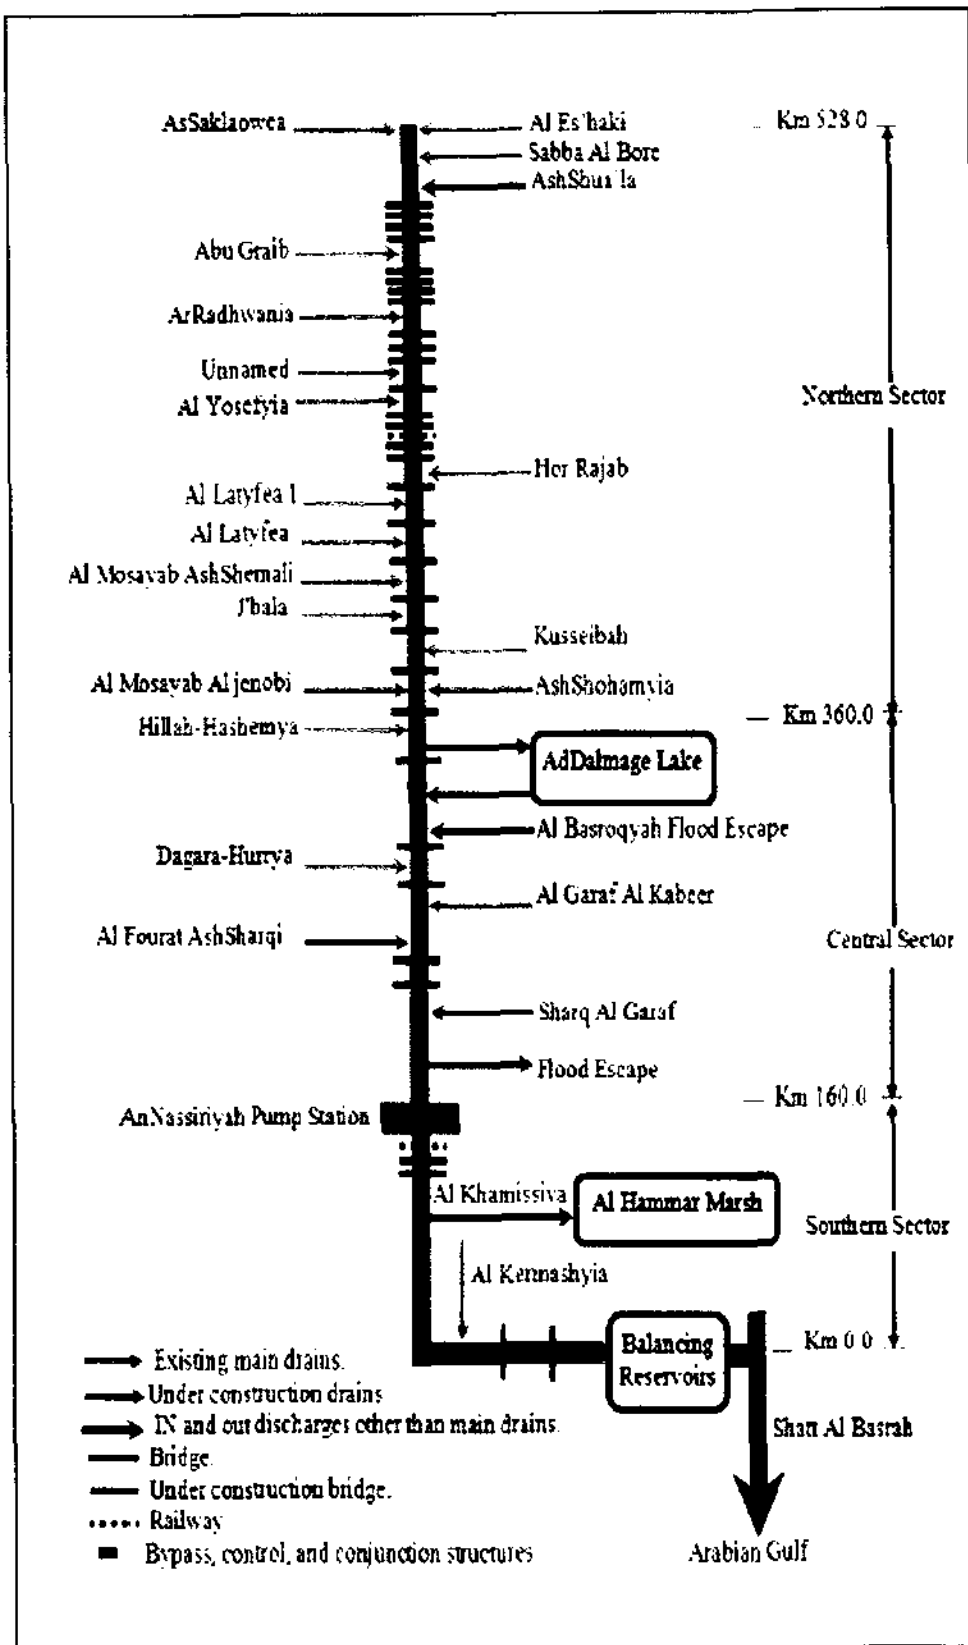 AsSaklaowea
Al Es'haki
Km 528.0
Sabba Al Bore
AshShua'la
Abu Graib
ArRadhwania
Unnamed
Northern Sector
Al Yosefyia
Hor Rajab
Al Latyfea 1
Al Latyfea
Al Mosayab AshShemali
J'bala
Kusseibah
Al Mosayab Al jenobi
AshShohamyia
Km 360.0
Hillah-Hashemya
AdDalmage Lake
Al Basroqyah Flood Escape
Dagara-Hurrya
Al Garaf Al Kabeer
Al Fourat AshSharqi
Central Sector
Sharq Al Garaf
Flood Escape
Km 160.0
AnNassiriyah Pump Station
Al Khamissiya
Al Hammar Marsh
Southern Sector
Al Kermashyia
Km 0.0
Balancing
Reservoirs
Existing main drains.
Under construction drains
IN and out discharges other than main drains.
Shatt Al Basrah
Bridge.
Under construction bridge.
Railway
Bypass, control, and conjunction structures
Arabian Gulf